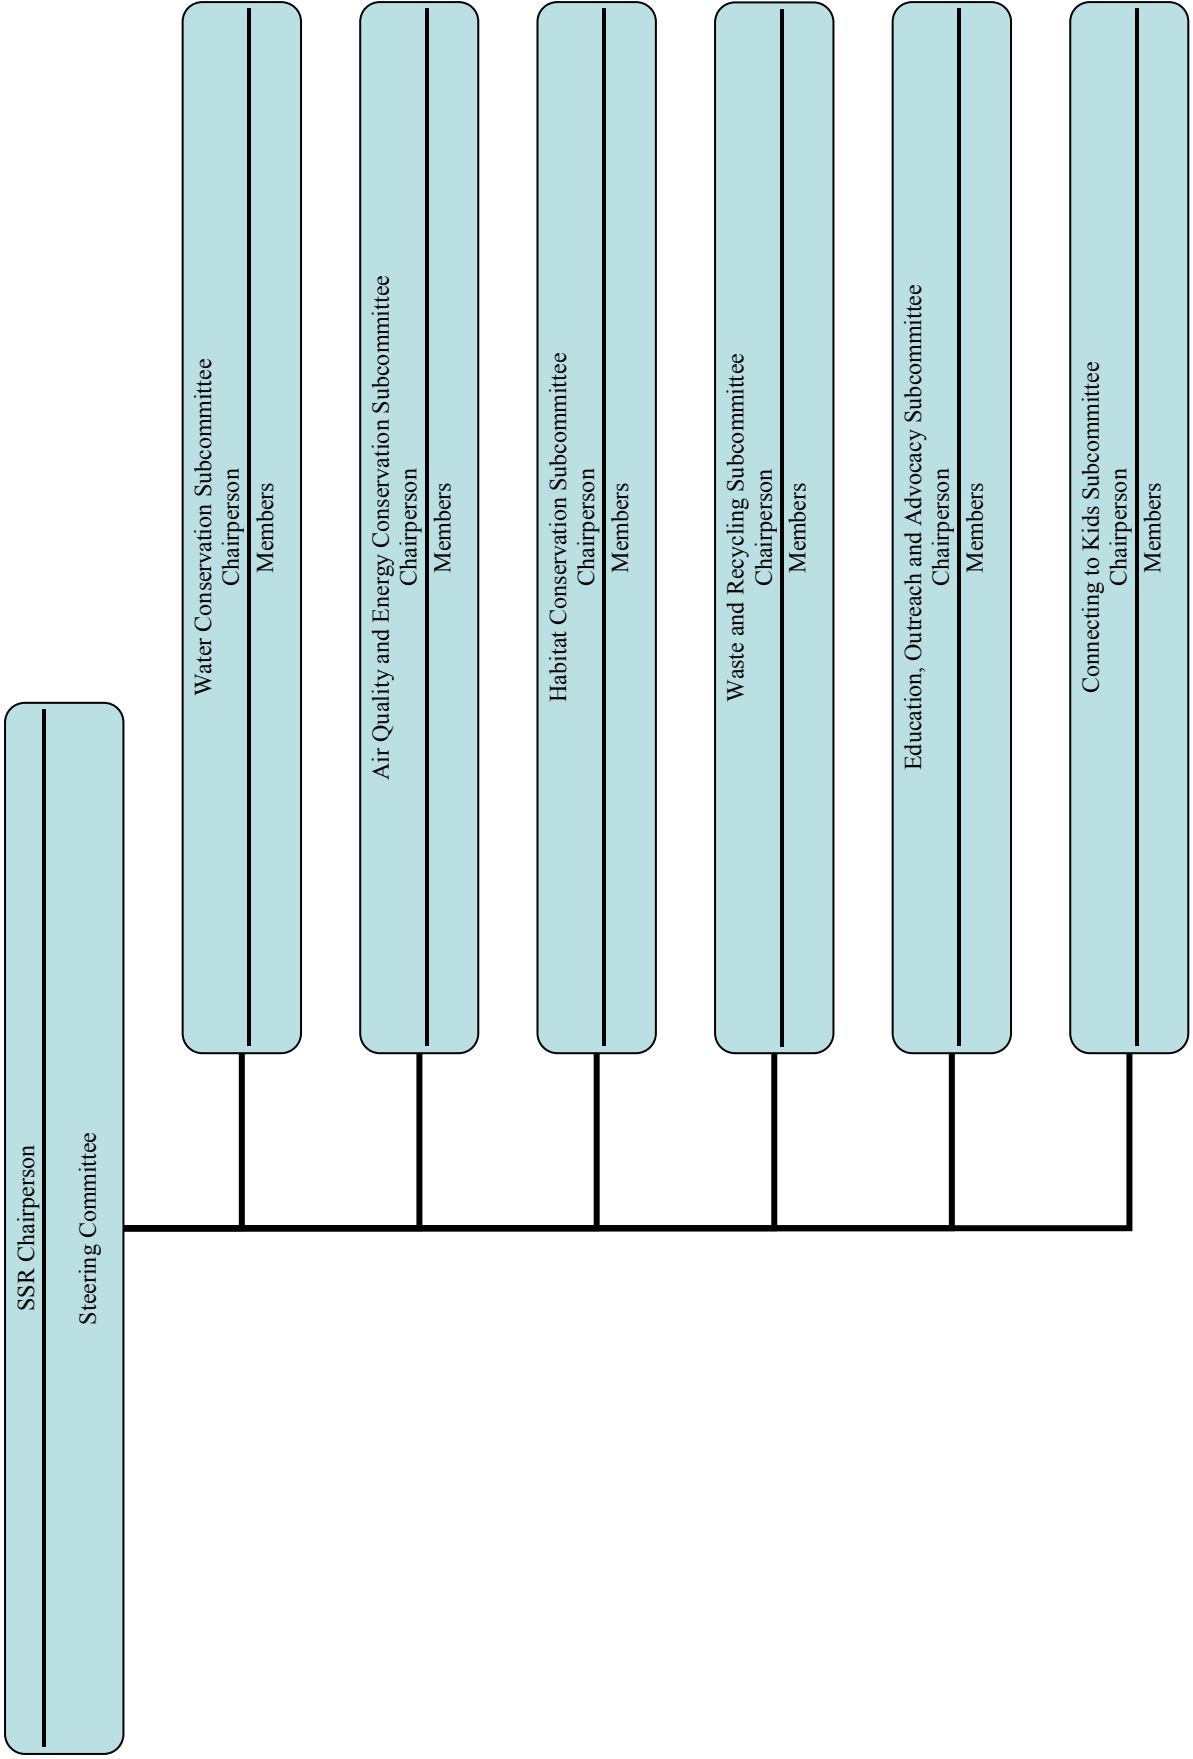 SSR Chairperson
Steering Committee
Water Conservation Subcommittee
Chairperson
Members
Air Quality and Energy Conservation Subcommittee
Chairperson
Members
Habitat Conservation Subcommittee
Chairperson
Members
Waste and Recycling Subcommittee
Chairperson
Members
Education, Outreach and Advocacy Subcommittee
Chairperson
Members
Connecting to Kids Subcommittee
Chairperson
Members